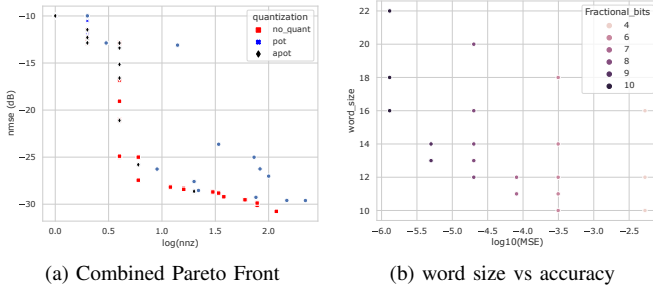 quantization
no_quant
pot
apot
−10
−15
−20
−25
−30
nmse (dB)
0.0 0.5 1.0 1.5 2.0
log(nnz)
(a) Combined Pareto Front
Fractional_bits
4
6
7
8
9
10
22
20
18
16
14
12
10
word_size
−6.0 −5.5 −5.0 −4.5 −4.0 −3.5 −3.0 −2.5
log10(MSE)
(b) word size vs accuracy